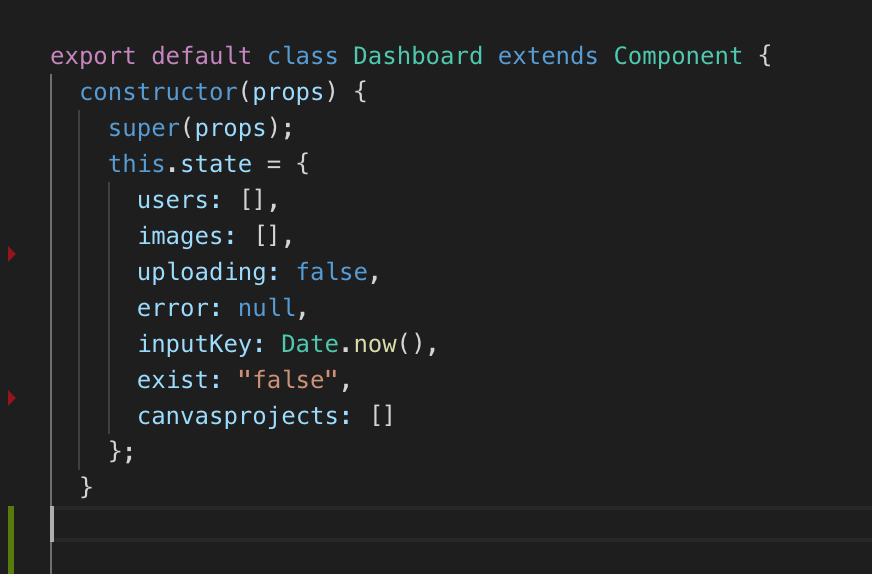 export default class Dashboard extends Component {
constructor(props) {
super(props);
this.state = {
users: [],
images: [],
uploading: false,
error: null,
inputKey: Date.now(),
exist: "false",
canvasprojects: []
};
}